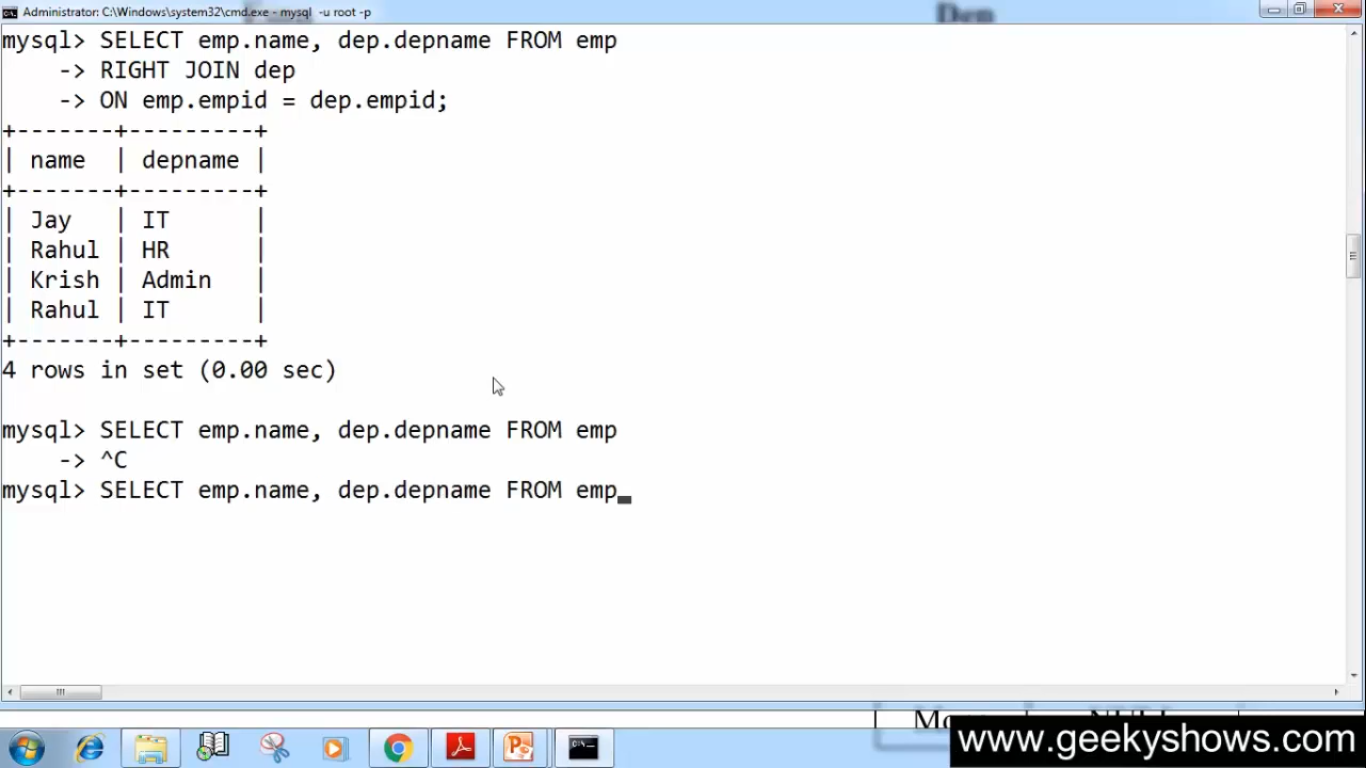 Administrator: C:\Windows\system32\cmd.exe - mysql -u root -p
Dep
mysql> SELECT emp.name, dep.depname FROM emp
    -> RIGHT JOIN dep
    -> ON emp.empid = dep.empid;
+-------+---------+
| name  | depname |
+-------+---------+
| Jay   | IT      |
| Rahul | HR      |
| Krish | Admin   |
| Rahul | IT      |
+-------+---------+
4 rows in set (0.00 sec)
mysql> SELECT emp.name, dep.depname FROM emp
    -> ^C
mysql> SELECT emp.name, dep.depname FROM emp_
www.geekyshows.com